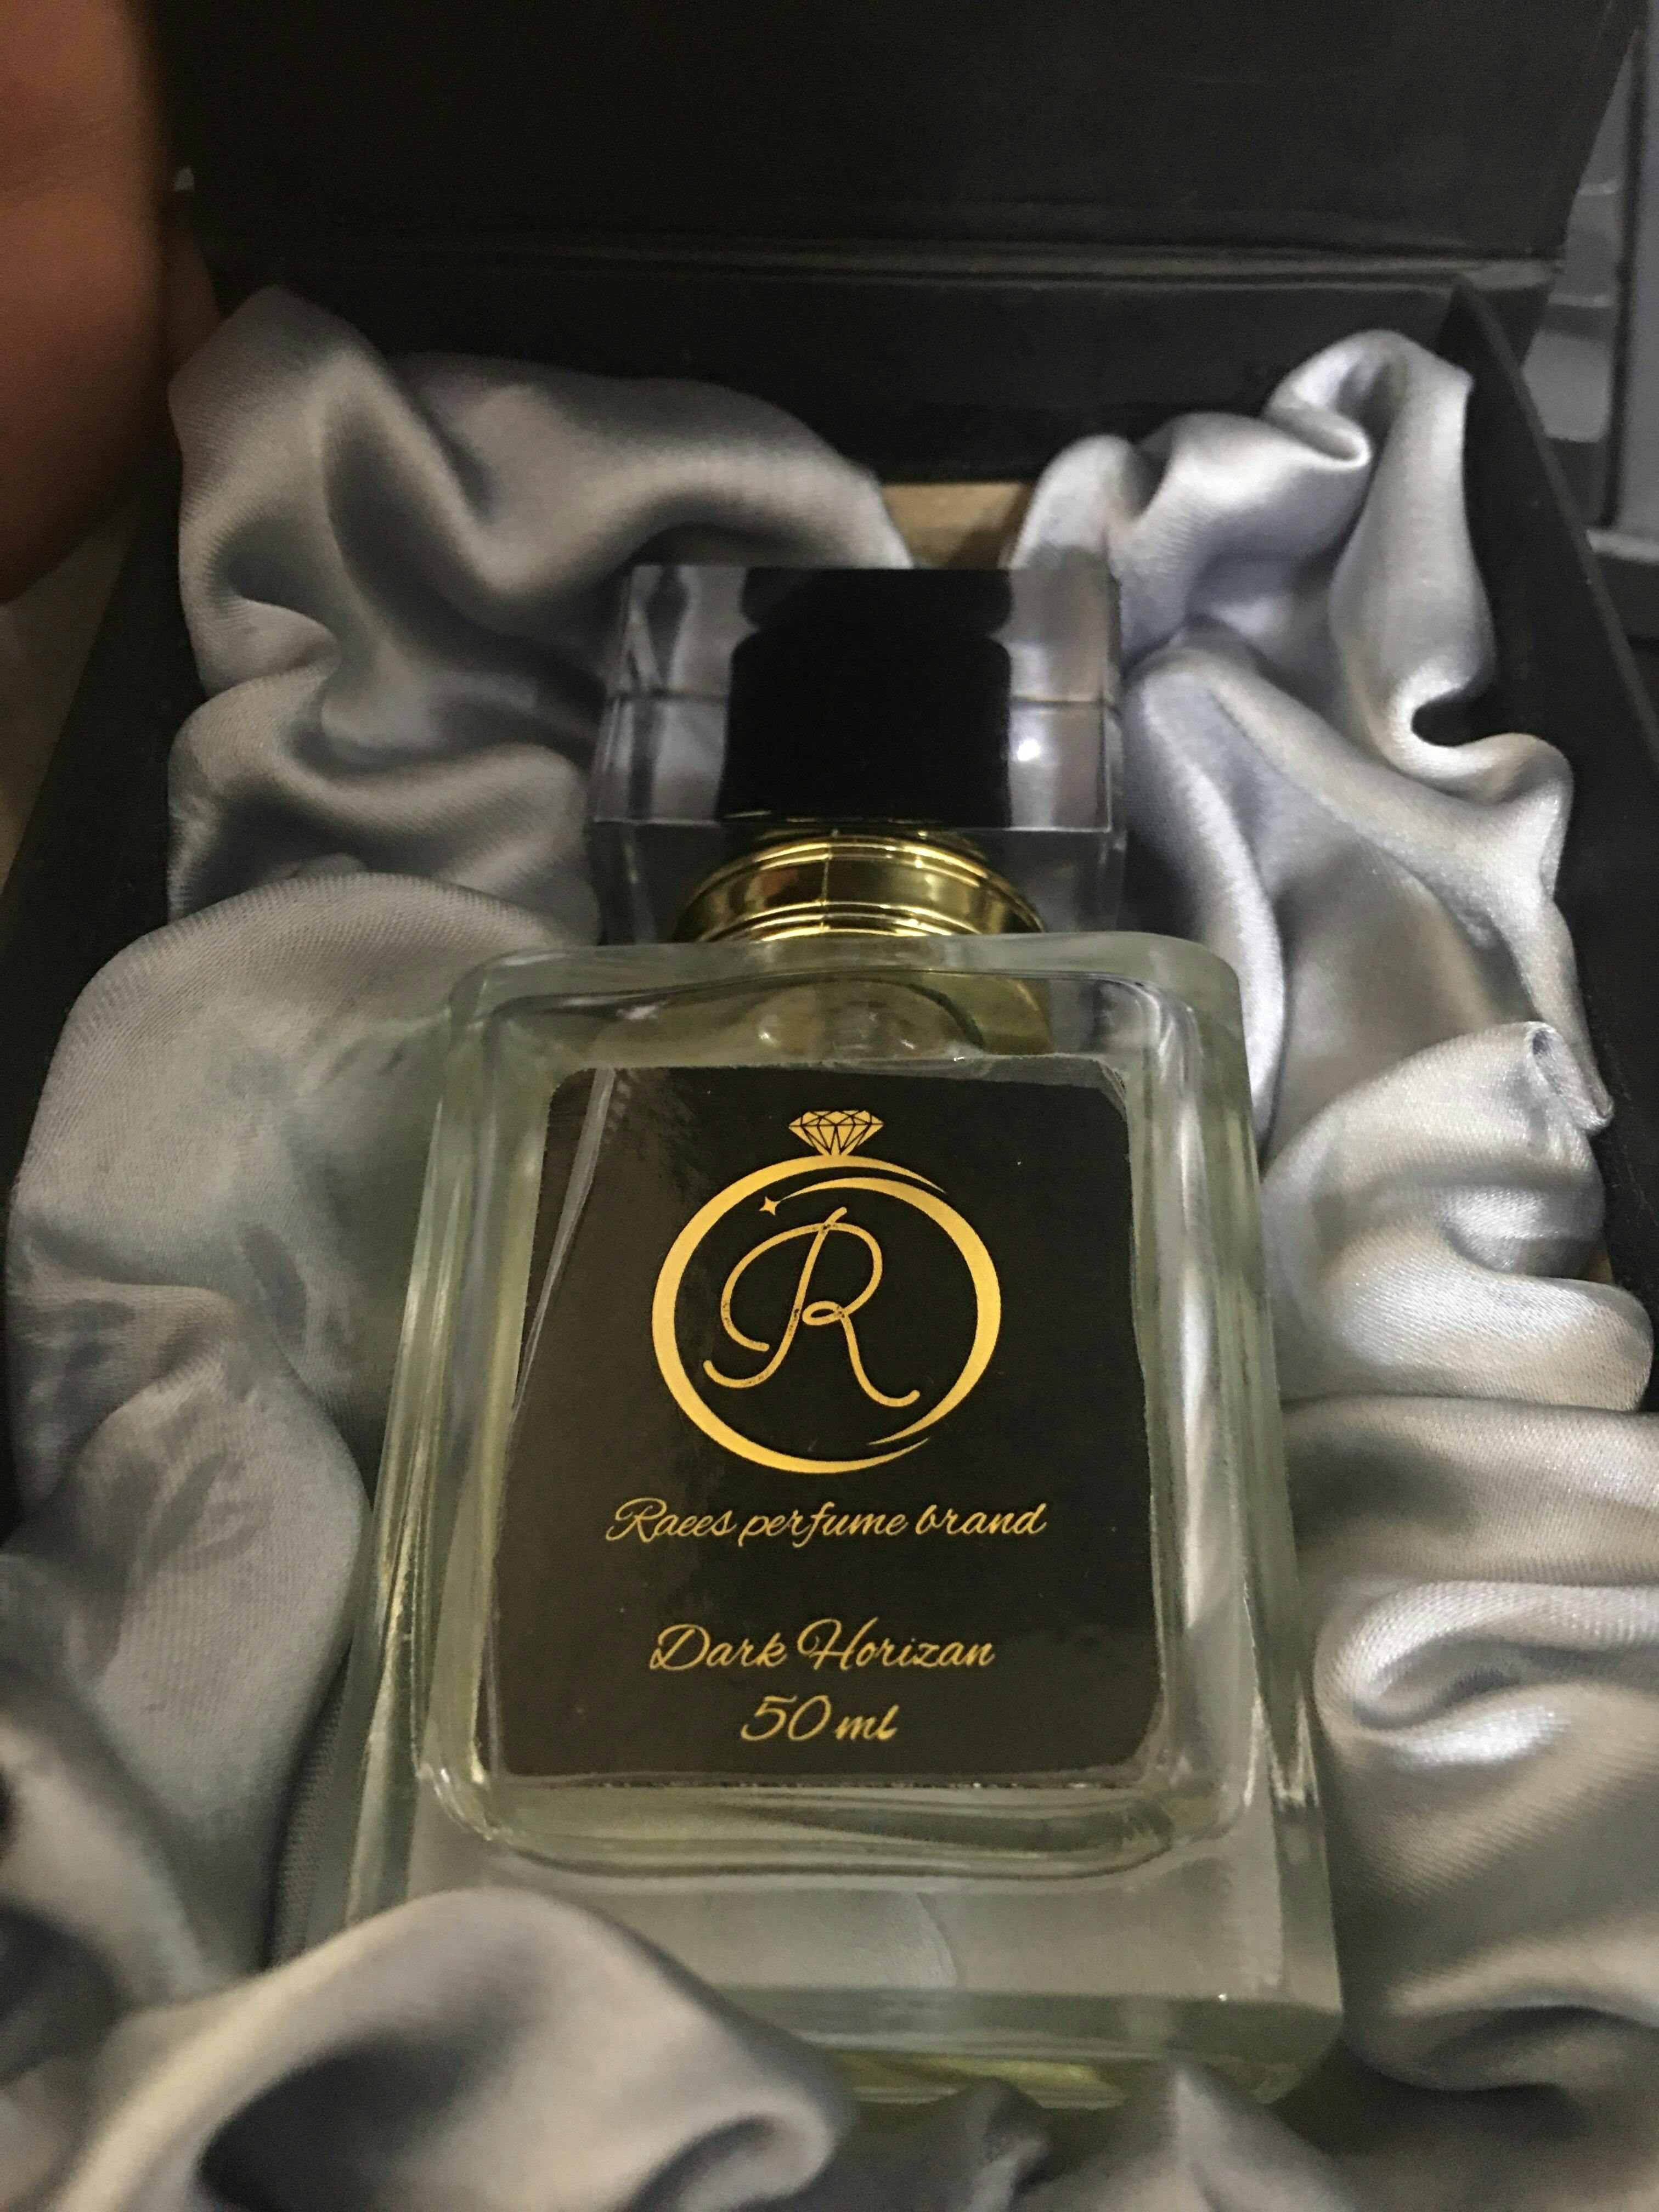 R
Raees perfume brand
Dark Horizan
50 ml